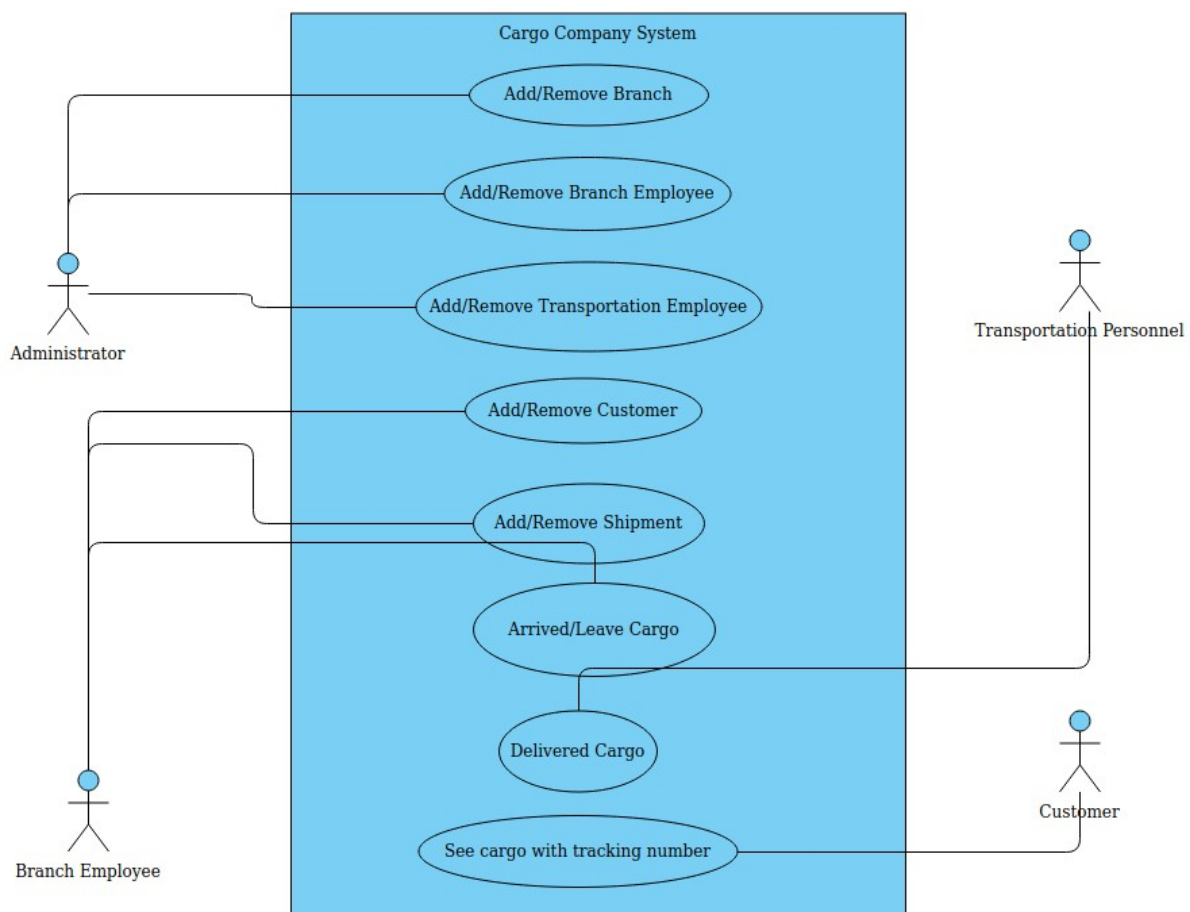 Cargo Company System
Add/Remove Branch
Add/Remove Branch Employee
Add/Remove Transportation Employee
Administrator
Transportation Personnel
Add/Remove Customer
Add/Remove Shipment
Arrived/Leave Cargo
Delivered Cargo
Customer
See cargo with tracking number
Branch Employee